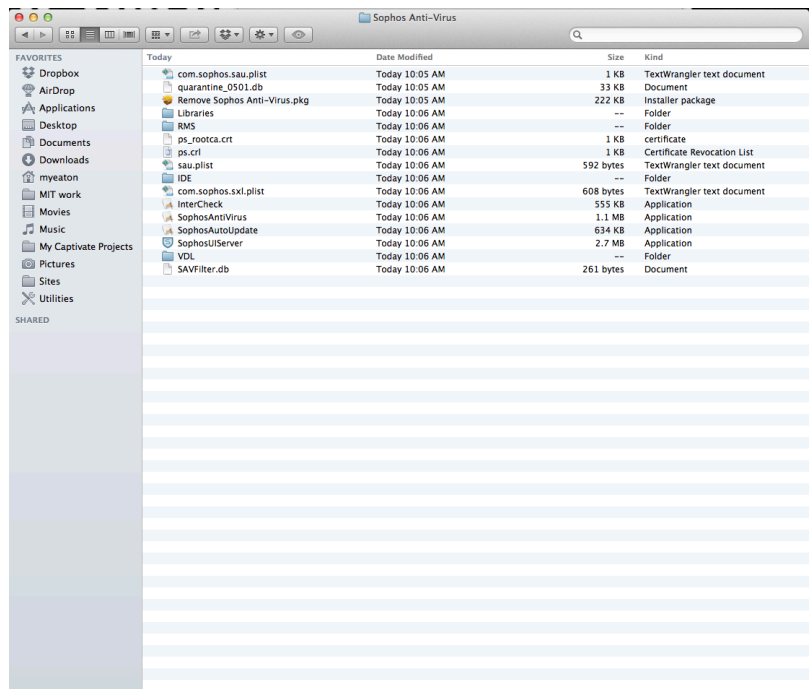 Sophos Anti-Virus
FAVORITES
Dropbox
AirDrop
Applications
Desktop
Documents
Downloads
myeaton
MIT work
Movies
Music
My Captivate Projects
Pictures
Sites
Utilities
SHARED
Today Date Modified Size Kind
com.sophos.sau.plist Today 10:05 AM 1 KB TextWrangler text document
quarantine_0501.db Today 10:05 AM 33 KB Document
Remove Sophos Anti-Virus.pkg Today 10:05 AM 222 KB Installer package
Libraries Today 10:06 AM -- Folder
RMS Today 10:06 AM -- Folder
ps_rootca.crt Today 10:06 AM 1 KB certificate
ps.crl Today 10:06 AM 1 KB Certificate Revocation List
sau.plist Today 10:06 AM 592 bytes TextWrangler text document
IDE Today 10:06 AM -- Folder
com.sophos.sxl.plist Today 10:06 AM 608 bytes TextWrangler text document
InterCheck Today 10:06 AM 555 KB Application
SophosAntiVirus Today 10:06 AM 1.1 MB Application
SophosAutoUpdate Today 10:06 AM 634 KB Application
SophosUIServer Today 10:06 AM 2.7 MB Application
VDL Today 10:06 AM -- Folder
SAVFilter.db Today 10:06 AM 261 bytes Document